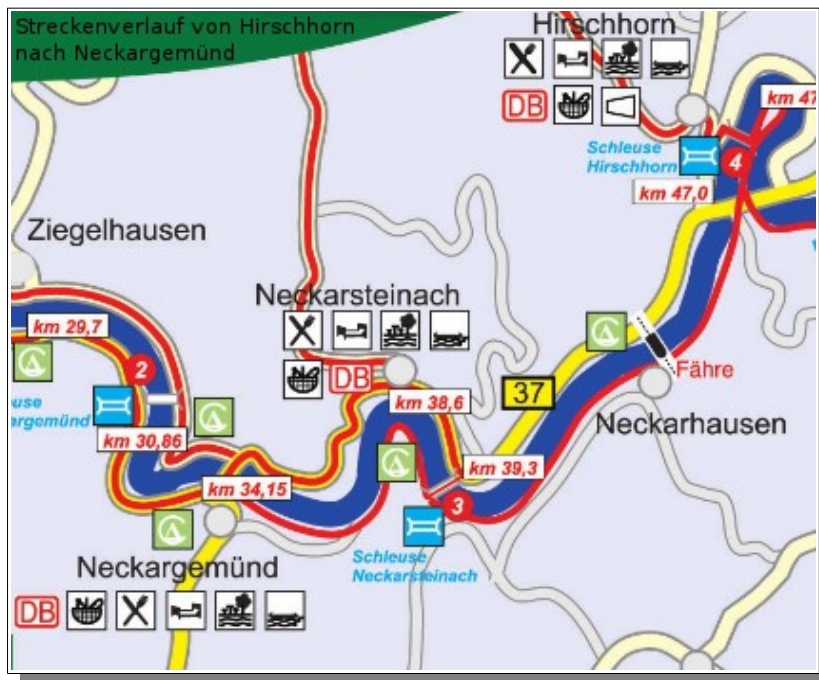 Streckenverlauf von Hirschhorn
nach Neckargemünd
Hirschhorn
DB
km 47
Schleuse
Hirschhorn
4
km 47,0
Ziegelhausen
Neckarsteinach
km 29,7
DB
Fähre
2
37
km 38,6
Neckarhausen
use
argemünd
km 30,86
km 39,3
km 34,15
3
Schleuse
Neckarsteinach
Neckargemünd
DB